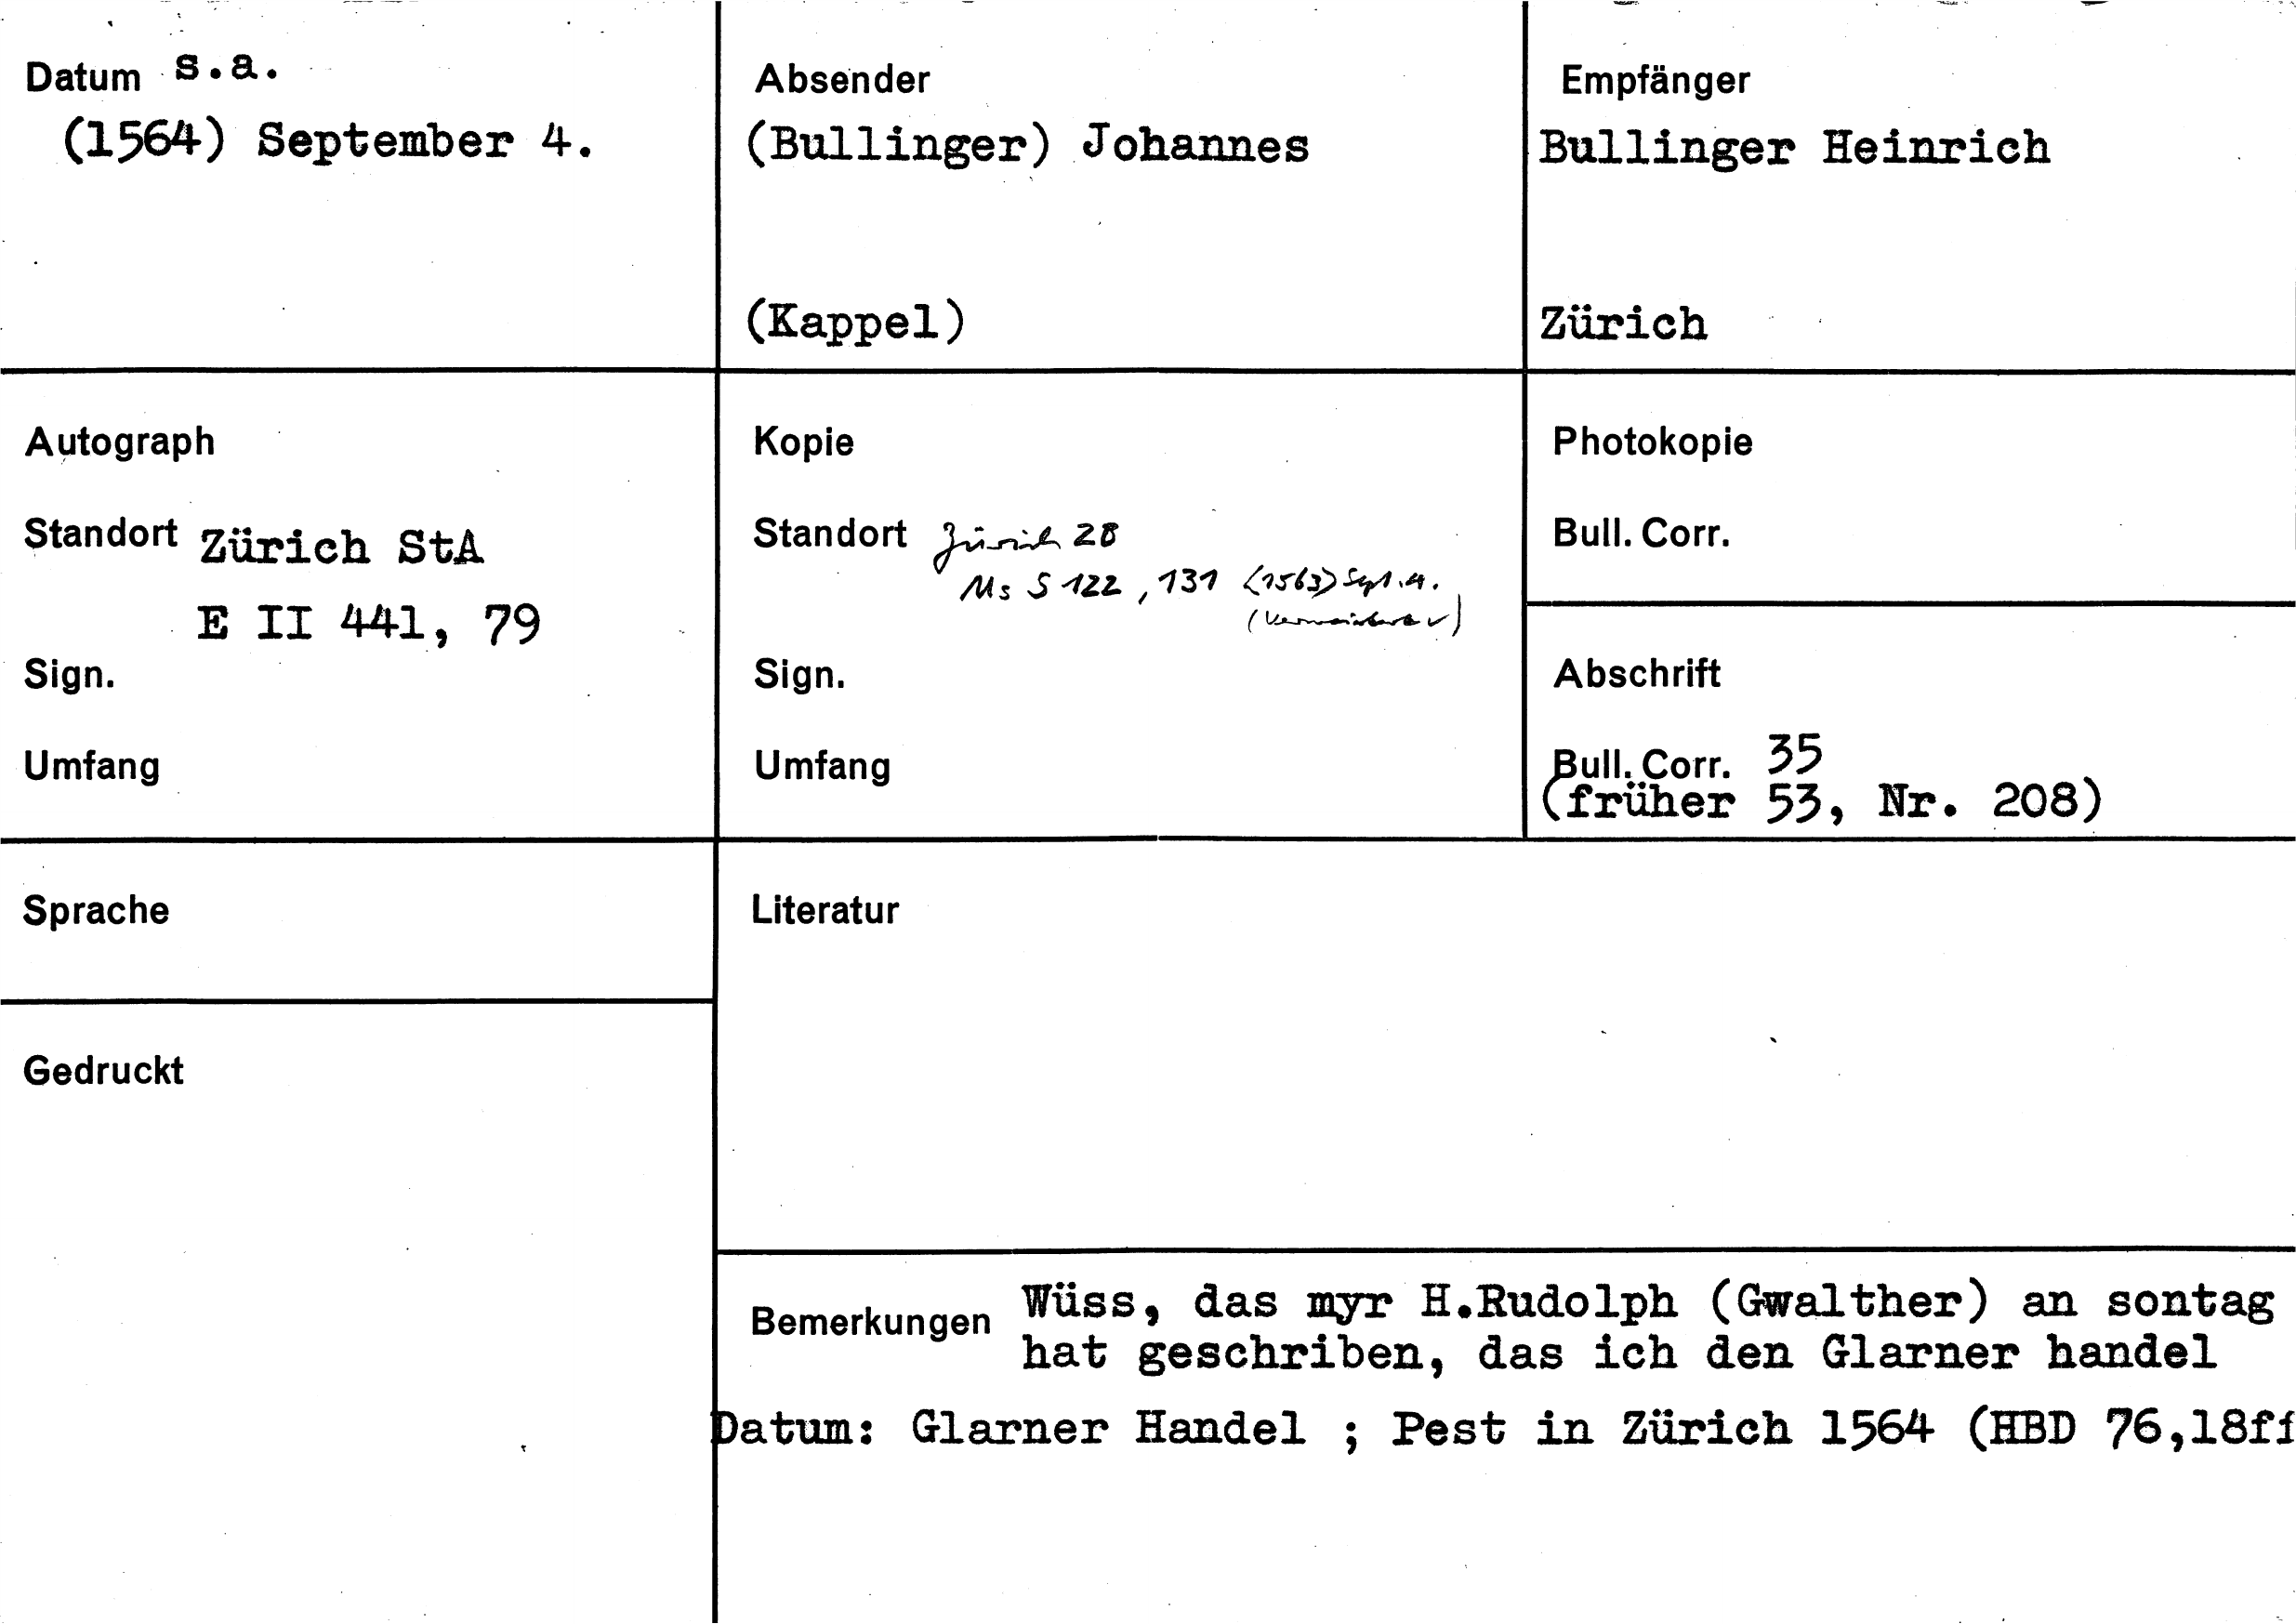 Datum s.a.
(1564) September 4.
Absender
(Bullinger) Johannes
(Kappel)
Empfänger
Bullinger Heinrich
Zürich
Autograph
Standort Zürich StA
E II 441, 79
Sign.
Umfang
Kopie
Standort Zürich ZB
Ms S 122, 131 <1563> Sept. 4.
Sign.
Umfang
Photokopie
Bull. Corr.
Abschrift
Bull. Corr. 35
(früher 53, Nr. 208)
Sprache
Gedruckt
Literatur
Bemerkungen Wüss, das myr H.Rudolph (Gwalther) an sontag
hat geschriben, das ich den Glarner handel
Datum: Glarner Handel ; Pest in Zürich 1564 (HBD 76,18ff